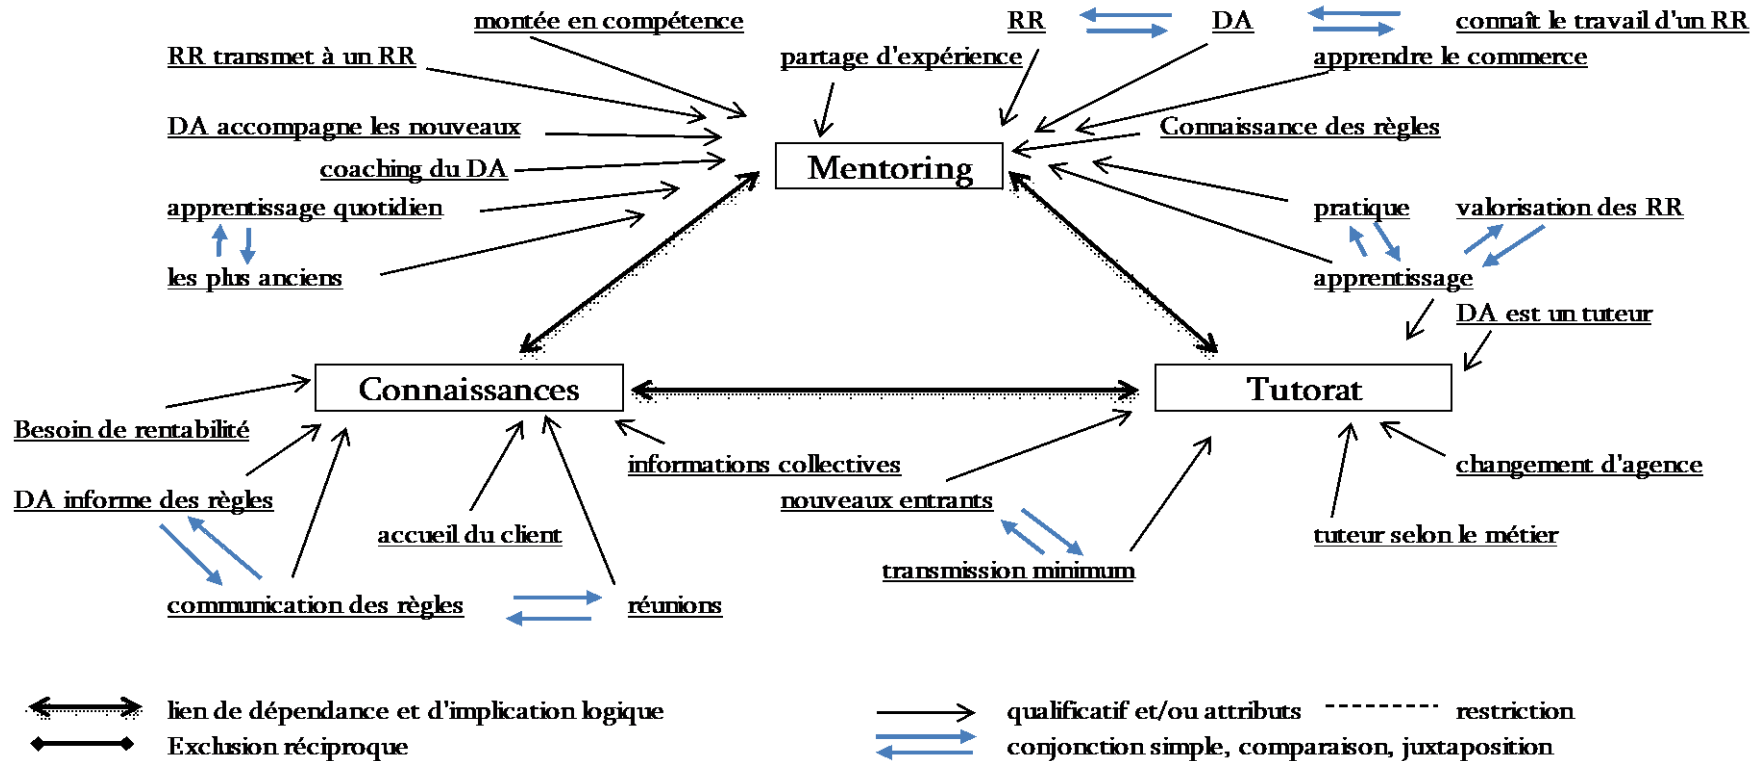 montée en compétence
RR
DA
connaît le travail d'un RR
RR transmet à un RR
partage d'expérience
apprendre le commerce
DA accompagne les nouveaux
Connaissance des règles
coaching du DA
Mentoring
apprentissage quotidien
pratique
valorisation des RR
les plus anciens
apprentissage
DA est un tuteur
Connaissances
Tutorat
Besoin de rentabilité
informations collectives
changement d'agence
DA informe des règles
nouveaux entrants
accueil du client
tuteur selon le métier
transmission minimum
communication des règles
réunions
lien de dépendance et d'implication logique
qualificatif et/ou attributs
restriction
Exclusion réciproque
conjonction simple, comparaison, juxtaposition